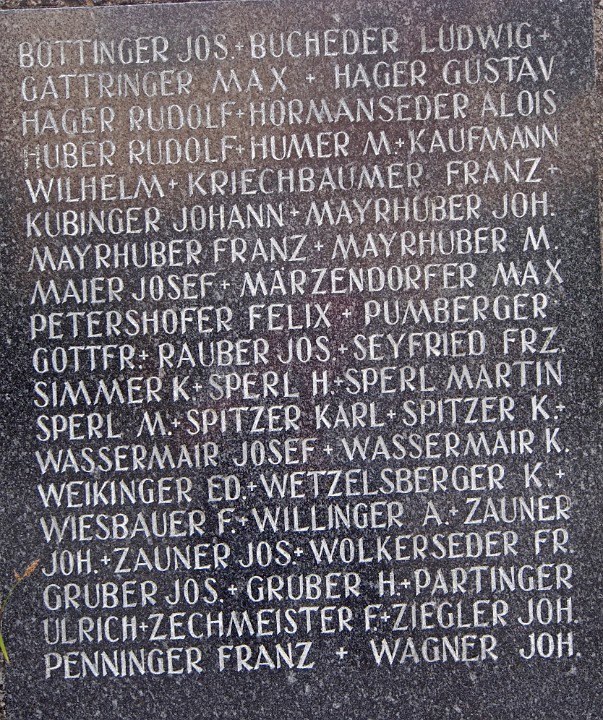 BÖTTINGER JOS.+BUCHEDER LUDWIG+
GATTRINGER MAX + HAGER GUSTAV
HAGER RUDOLF+HORMANSEDER ALOIS
HUBER RUDOLF+HUMER M+KAUFMANN
WILHELM+KRIECHBAUMER FRANZ+
KUBINGER JOHANN+MAYRHUBER JOH.
MAYRHUBER FRANZ+MAYRHUBER M.
MAIER JOSEF+MÄRZENDORFER MAX
PETERSHOFER FELIX+PUMBERGER
GOTTFR.+RAUBER JOS.+SEYFRIED FRZ.
SIMMER K+SPERL H.+SPERL MARTIN
SPERL M.+SPITZER KARL+SPITZER K.+
WASSERMAIR JOSEF+WASSERMAIR K.
WEIKINGER ED.+WETZELSBERGER K.+
WIESBAUER F.+WILLINGER A.+ZAUNER
JOH.+ZAUNER JOS.+WOLKERSEDER FR.
GRUBER JOS.+GRUBER H.+PARTINGER
ULRICH+ZECHMEISTER F.+ZIEGLER JOH.
PENNINGER FRANZ + WAGNER JOH.